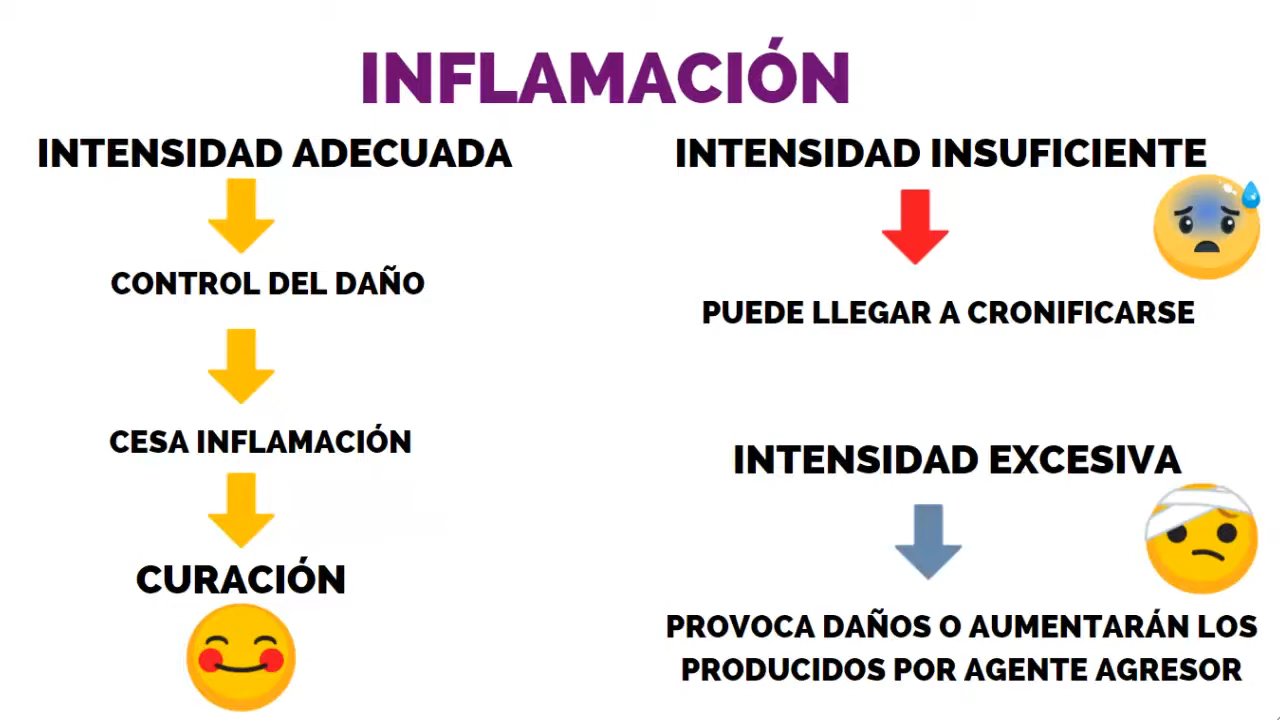 INFLAMACIÓN
INTENSIDAD ADECUADA
CONTROL DEL DAÑO
CESA INFLAMACIÓN
CURACIÓN
INTENSIDAD INSUFICIENTE
PUEDE LLEGAR A CRONIFICARSE
INTENSIDAD EXCESIVA
PROVOCA DAÑOS O AUMENTARÁN LOS
PRODUCIDOS POR AGENTE AGRESOR